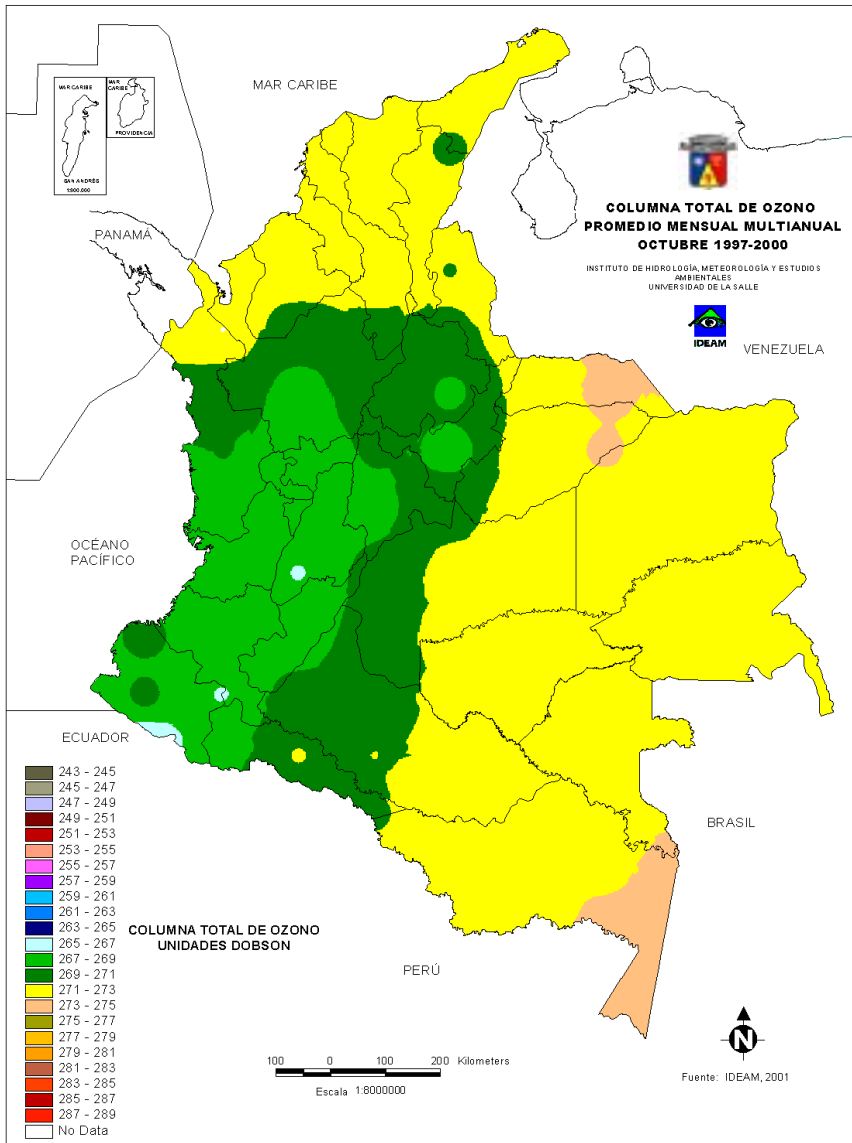 MAR CARIBE
MAR CARIBE
MAR
CARIBE
PROVIDENCIA
SAN ANDRÉS
1:900.000
PANAMÁ
COLUMNA TOTAL DE OZONO
PROMEDIO MENSUAL MULTIANUAL
OCTUBRE 1997-2000
INSTITUTO DE HIDROLOGÍA, METEOROLOGÍA Y ESTUDIOS
AMBIENTALES
UNIVERSIDAD DE LA SALLE
IDEAM
VENEZUELA
OCÉANO
PACÍFICO
ECUADOR
BRASIL
PERÚ
243 - 245
245 - 247
247 - 249
249 - 251
251 - 253
253 - 255
255 - 257
257 - 259
259 - 261
261 - 263
263 - 265
265 - 267
267 - 269
269 - 271
271 - 273
273 - 275
275 - 277
277 - 279
279 - 281
281 - 283
283 - 285
285 - 287
287 - 289
No Data
COLUMNA TOTAL DE OZONO
UNIDADES DOBSON
100 0 100 200 Kilometers
Escala 1:8000000
N
Fuente: IDEAM, 2001